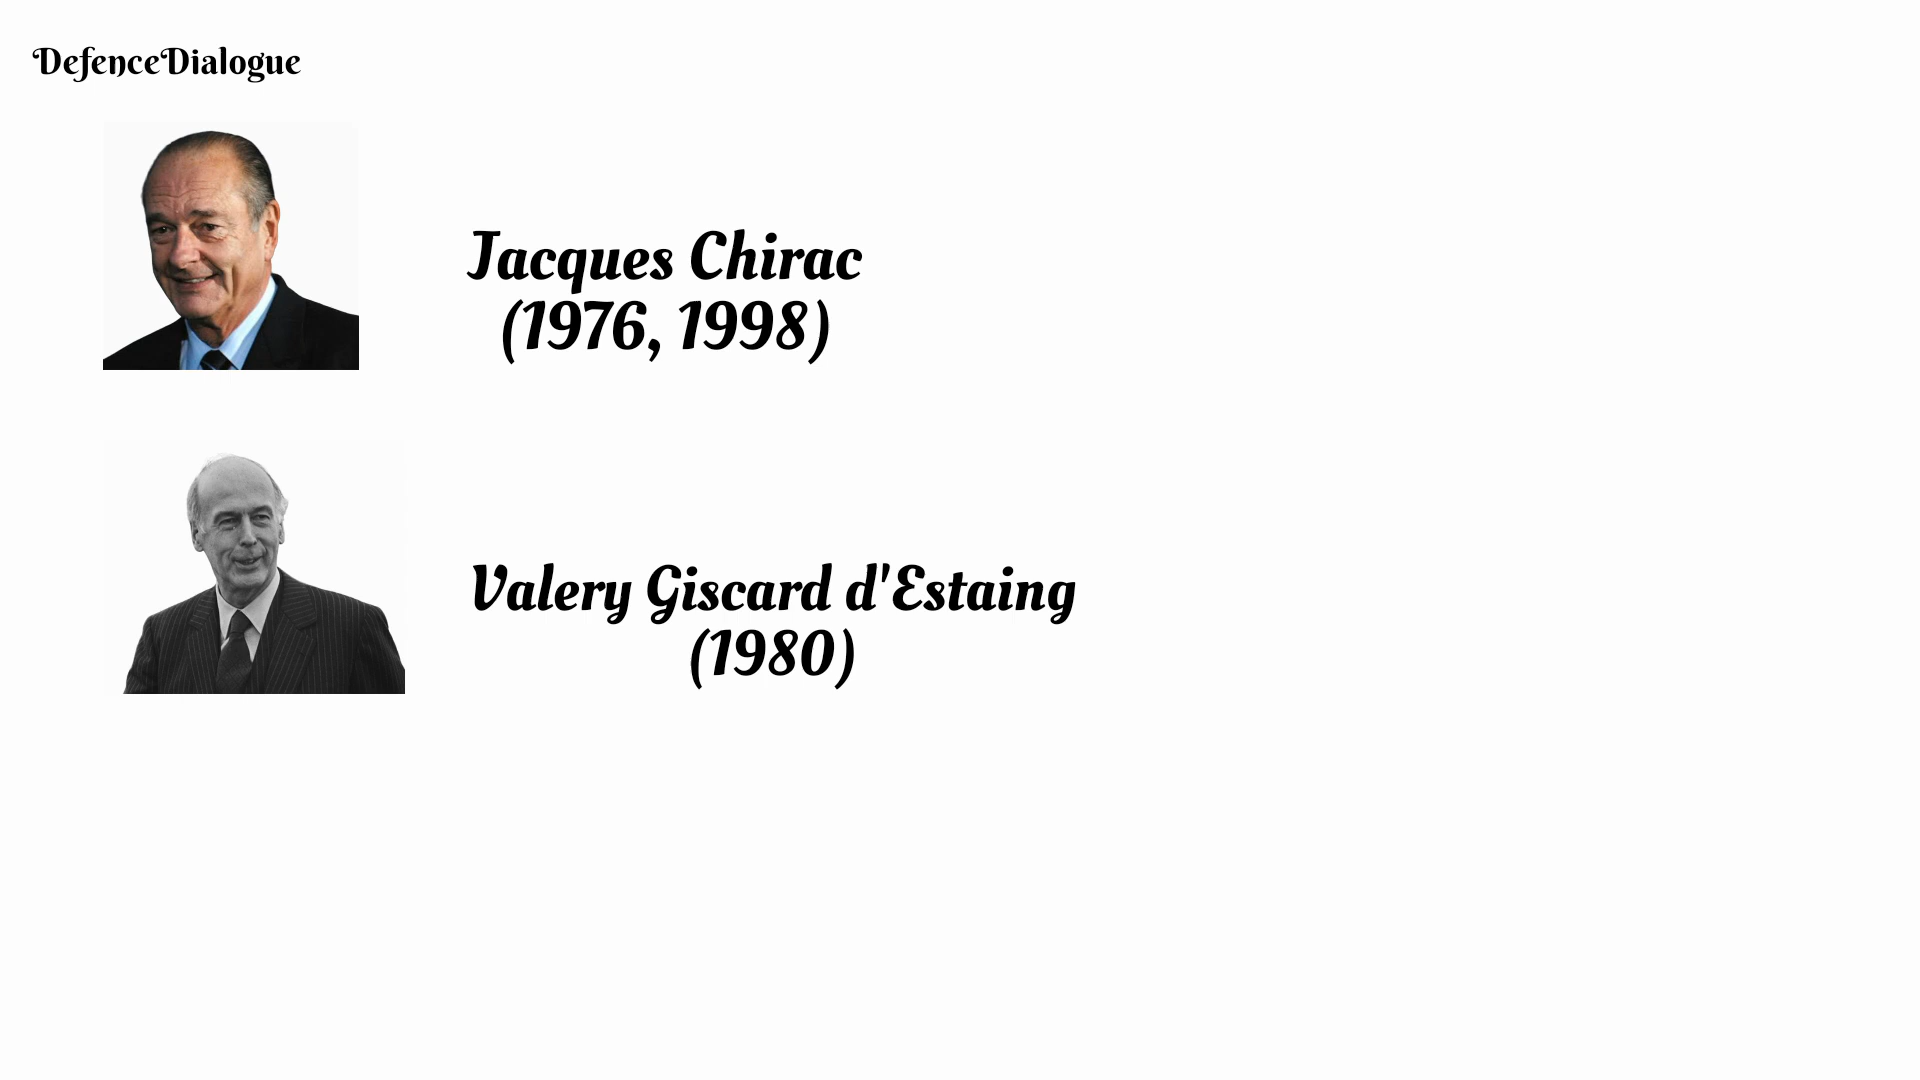 DefenceDialogue
Jacques Chirac
(1976, 1998)
Valery Giscard d'Estaing
(1980)